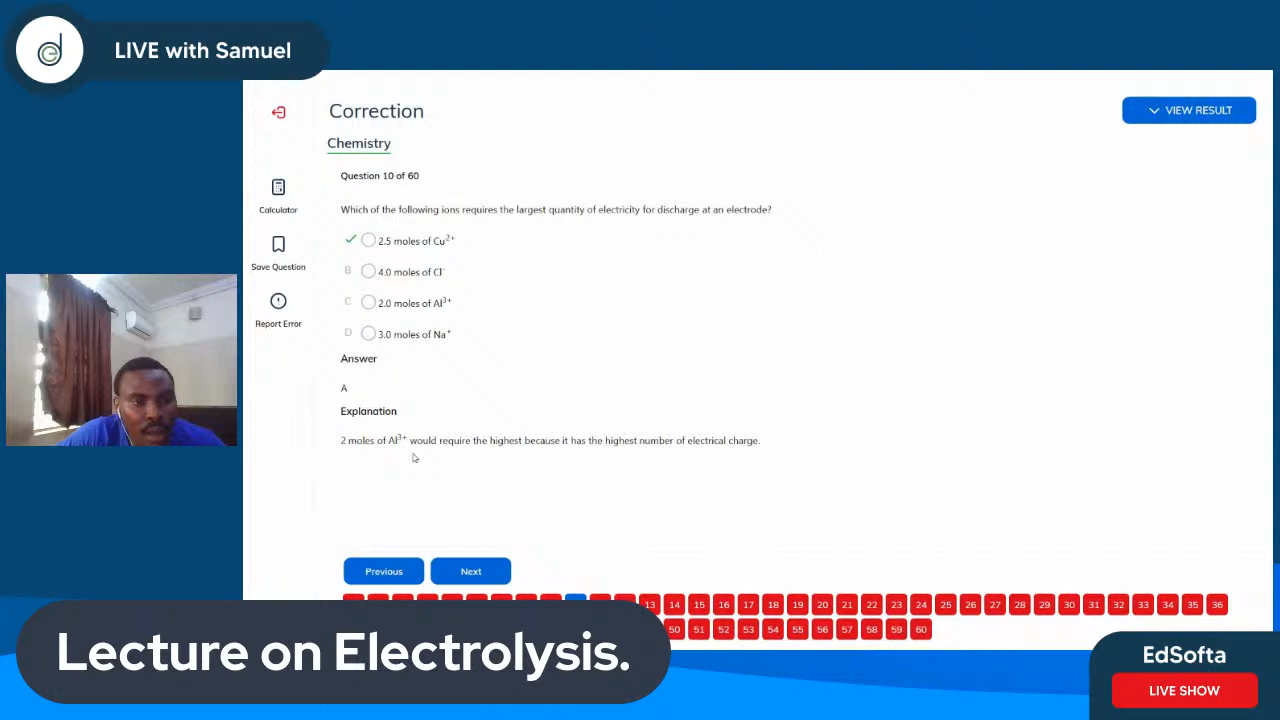 LIVE with Samuel
Correction
VIEW RESULT
Chemistry
Question 10 of 60
Calculator
Save Question
Report Error
Which of the following ions requires the largest quantity of electricity for discharge at an electrode?
2.5 moles of Cu²⁺
B 4.0 moles of Cl⁻
C 2.0 moles of Al³⁺
D 3.0 moles of Na⁺
Answer
A
Explanation
2 moles of Al³⁺ would require the highest because it has the highest number of electrical charge.
Previous Next
13 14 15 16 17 18 19 20 21 22 23 24 25 26 27 28 29 30 31 32 33 34 35 36
50 51 52 53 54 55 56 57 58 59 60
Lecture on Electrolysis.
EdSofta
LIVE SHOW